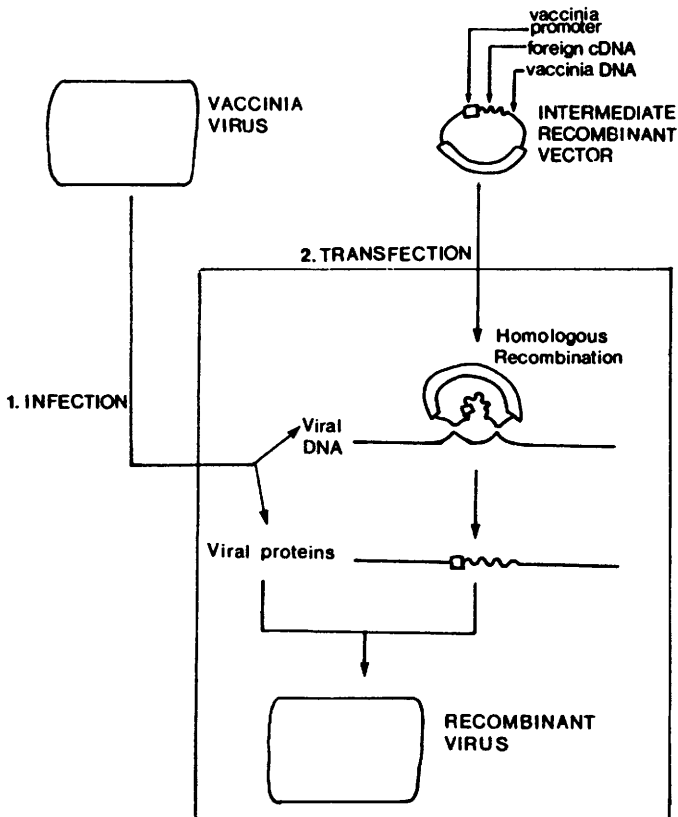 vaccinia
promoter
foreign cDNA
vaccinia DNA
VACCINIA
VIRUS
INTERMEDIATE
RECOMBINANT
VECTOR
2. TRANSFECTION
Homologous
Recombination
1. INFECTION
Viral
DNA
Viral proteins
RECOMBINANT
VIRUS